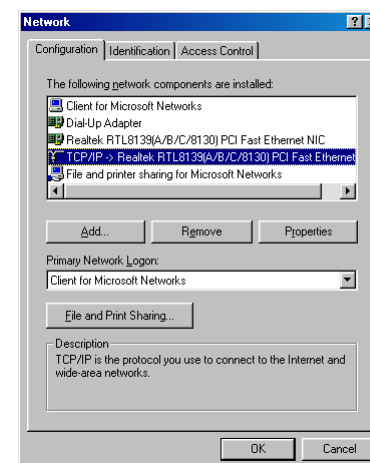 Network
Configuration Identification Access Control
The following network components are installed:
Client for Microsoft Networks
Dial-Up Adapter
Realtek RTL8139(A/B/C/8130) PCI Fast Ethernet NIC
TCP/IP -> Realtek RTL8139(A/B/C/8130) PCI Fast Ethernet
File and printer sharing for Microsoft Networks
Add... Remove Properties
Primary Network Logon:
Client for Microsoft Networks
File and Print Sharing...
Description
TCP/IP is the protocol you use to connect to the Internet and
wide-area networks.
OK Cancel